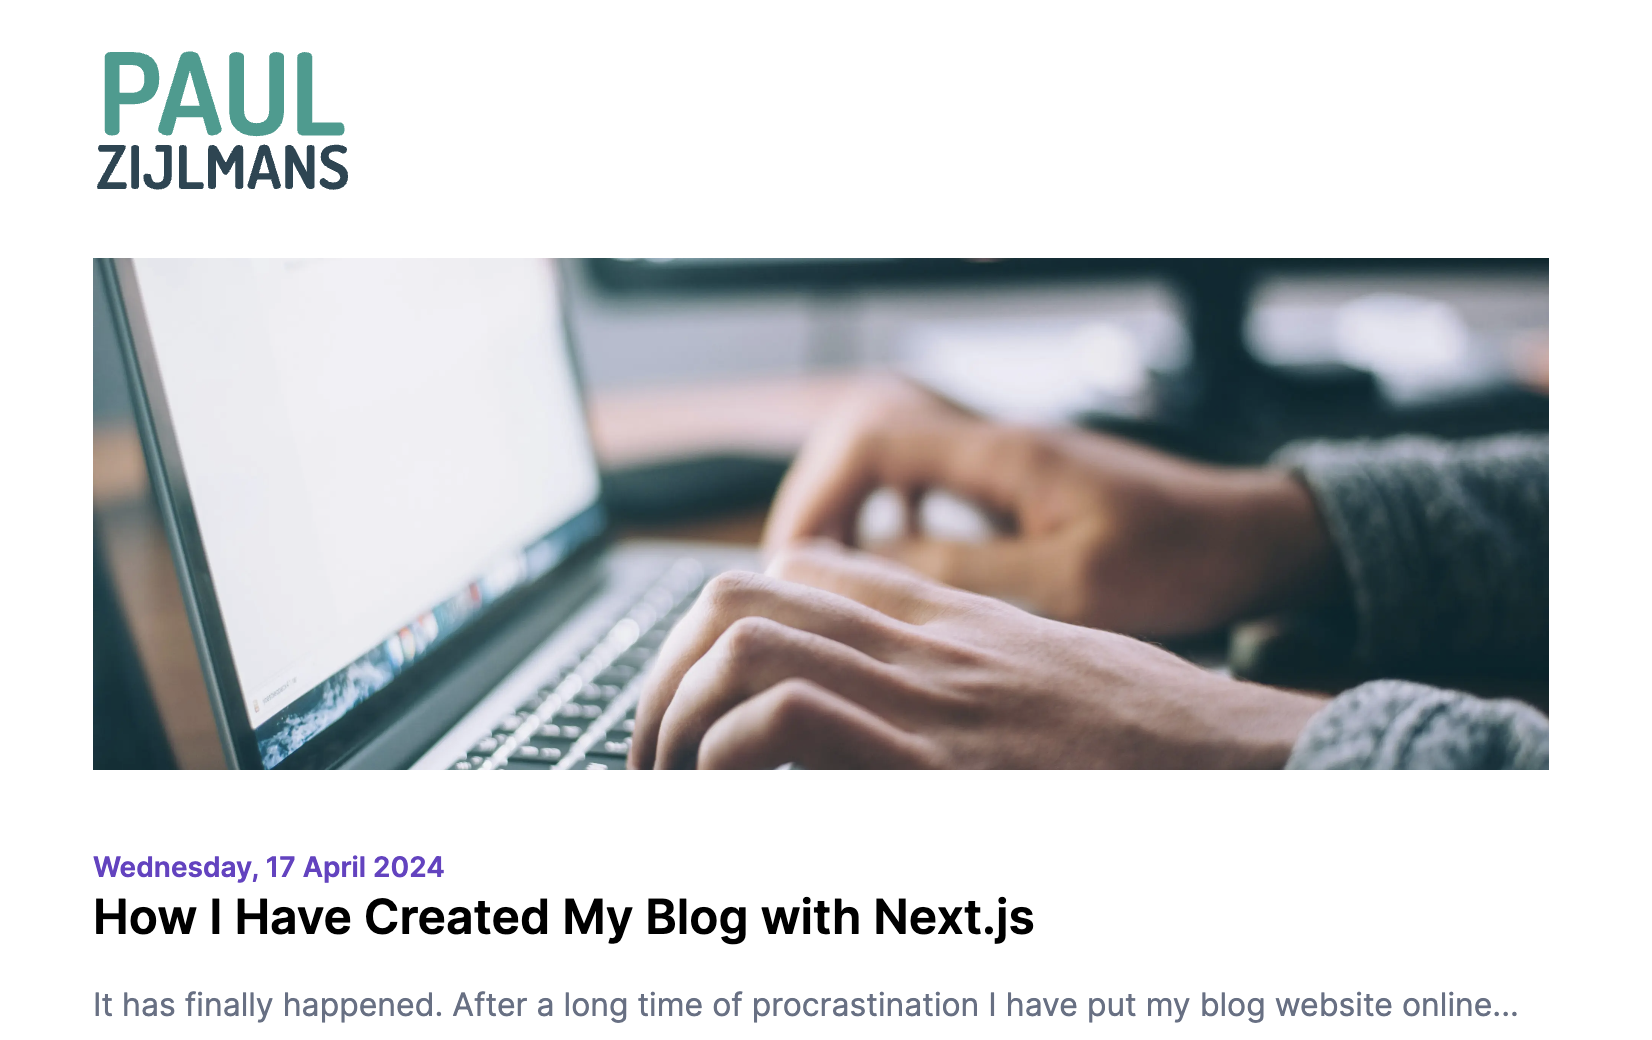 PAUL
ZIJLMANS
Wednesday, 17 April 2024
How I Have Created My Blog with Next.js
It has finally happened. After a long time of procrastination I have put my blog website online...